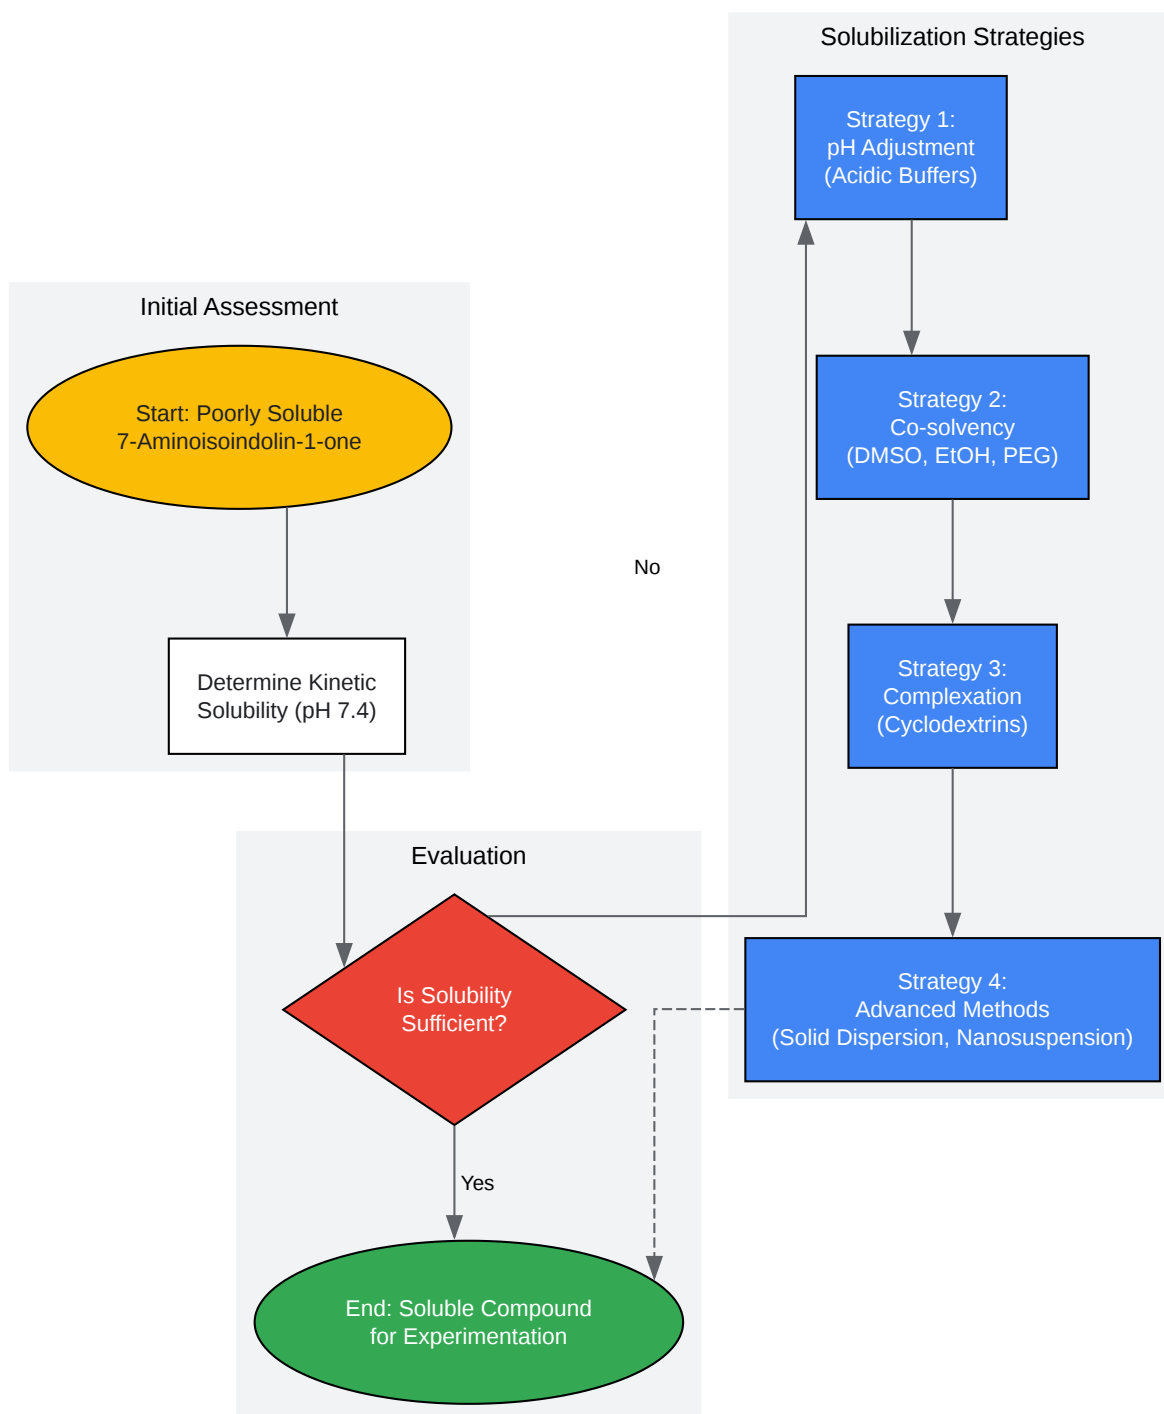 Solubilization Strategies
Strategy 1:
pH Adjustment
(Acidic Buffers)
Initial Assessment
Start: Poorly Soluble
7-Aminoisoindolin-1-one
Strategy 2:
Co-solvency
(DMSO, EtOH, PEG)
No
Determine Kinetic
Solubility (pH 7.4)
Strategy 3:
Complexation
(Cyclodextrins)
Evaluation
Is Solubility
Sufficient?
Strategy 4:
Advanced Methods
(Solid Dispersion, Nanosuspension)
Yes
End: Soluble Compound
for Experimentation